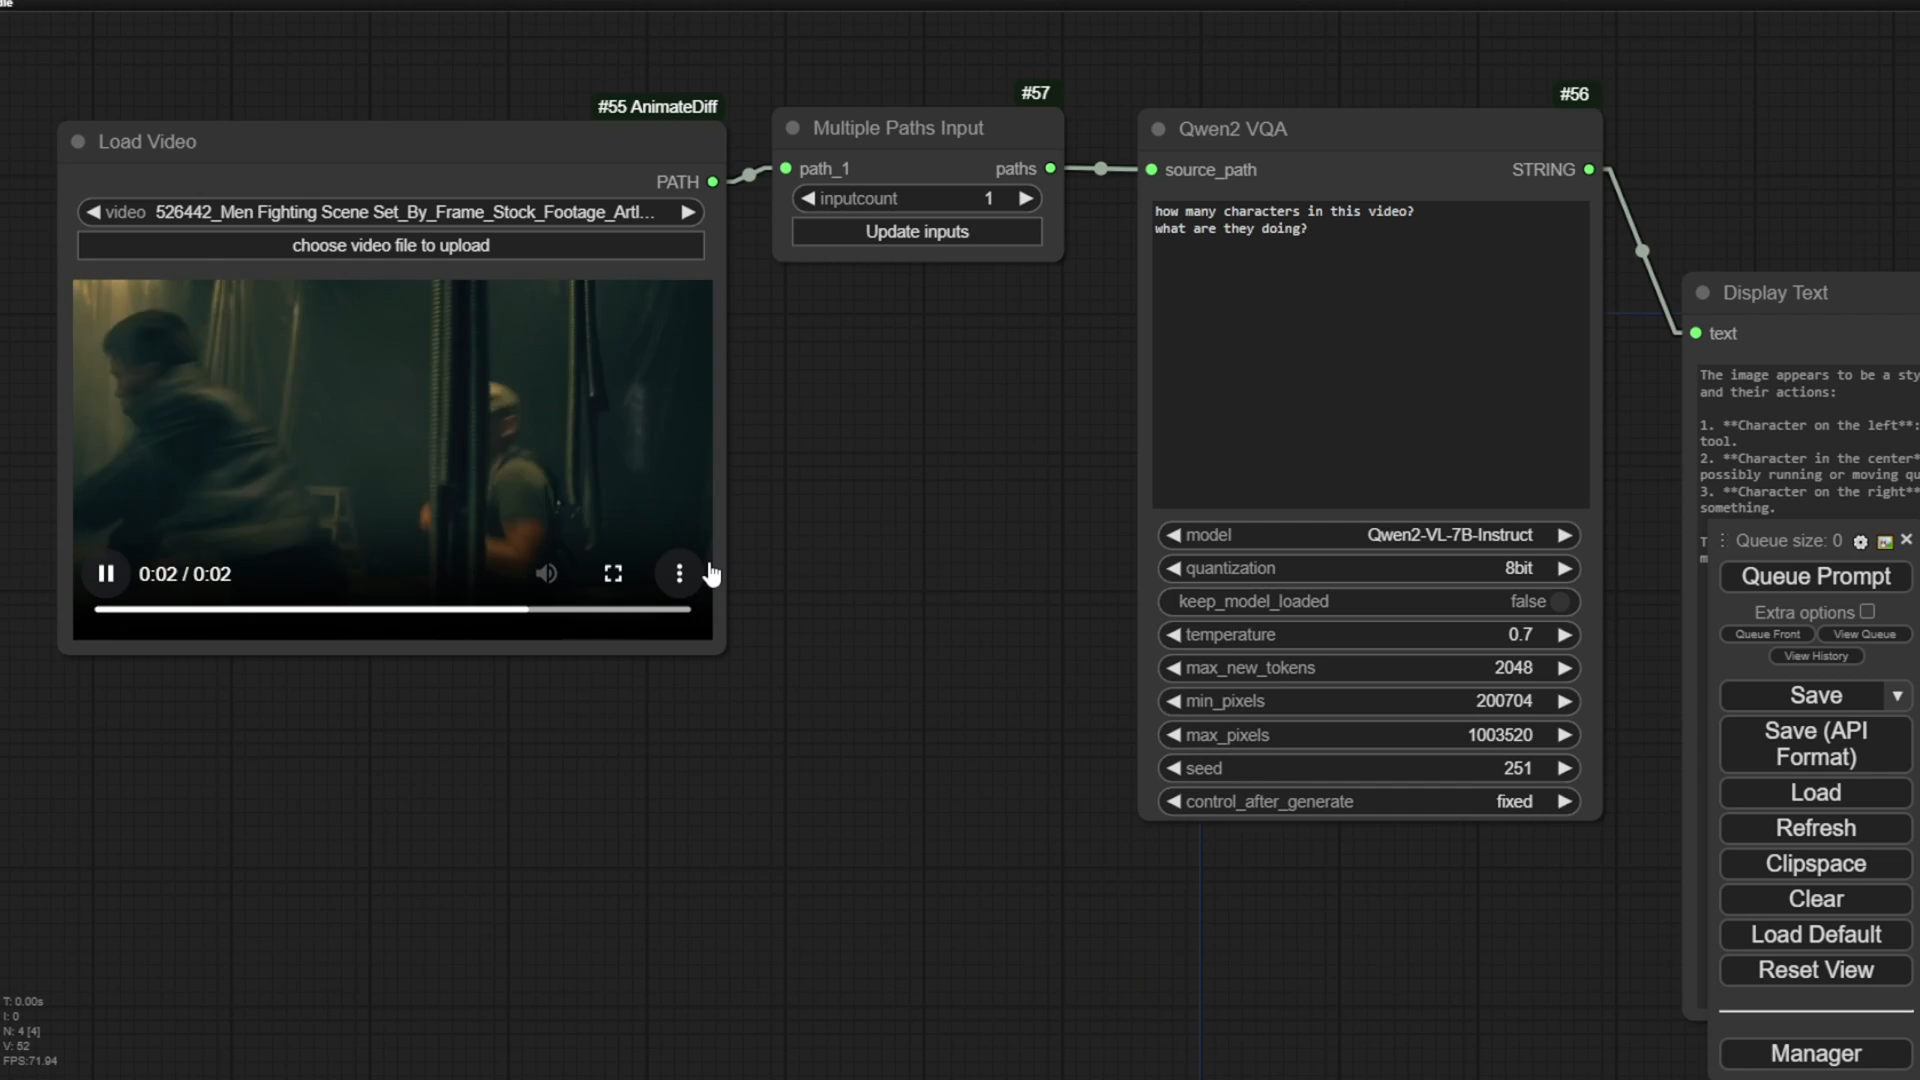 #55 AnimateDiff
Load Video
PATH
video 526442_Men Fighting Scene Set_By_Frame_Stock_Footage_Artl...
choose video file to upload
0:02 / 0:02
#57
Multiple Paths Input
path_1 paths
inputcount 1
Update inputs
#56
Qwen2 VQA
source_path STRING
how many characters in this video?
what are they doing?
model Qwen2-VL-7B-Instruct
quantization 8bit
keep_model_loaded false
temperature 0.7
max_new_tokens 2048
min_pixels 200704
max_pixels 1003520
seed 251
control_after_generate fixed
Display Text
text
The image appears to be a sty
and their actions:
1. **Character on the left**:
tool.
2. **Character in the center*
possibly running or moving qu
3. **Character on the right**
something.
Queue size: 0
Queue Prompt
Extra options
Queue Front View Queue
View History
Save
Save (API
Format)
Load
Refresh
Clipspace
Clear
Load Default
Reset View
Manager
T: 0.00s
I: 0
N: 4 [4]
V: 52
FPS:71.94